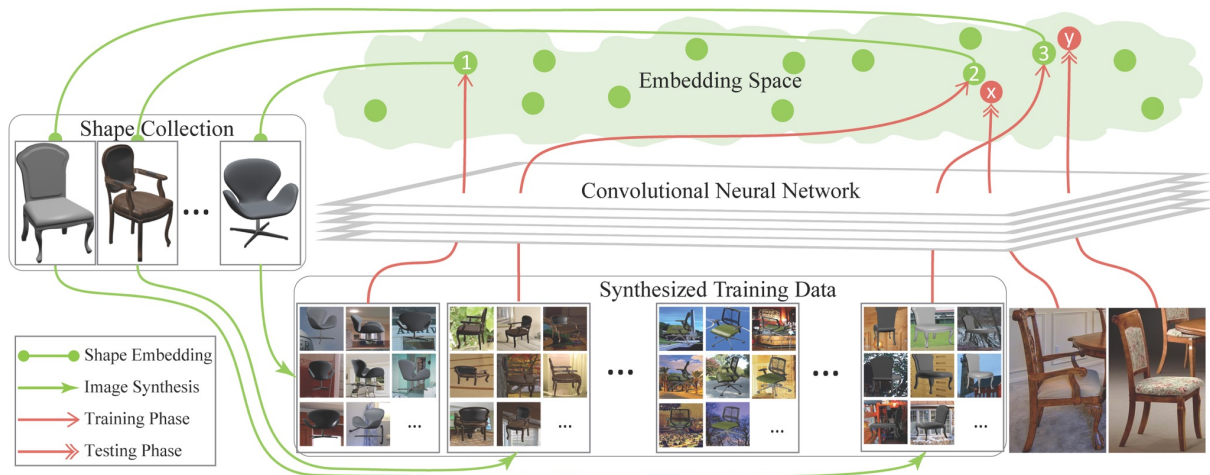 y
1
3
2
x
Embedding Space
Shape Collection
...
Convolutional Neural Network
Synthesized Training Data
...
...
...
...
...
...
Shape Embedding
Image Synthesis
Training Phase
Testing Phase